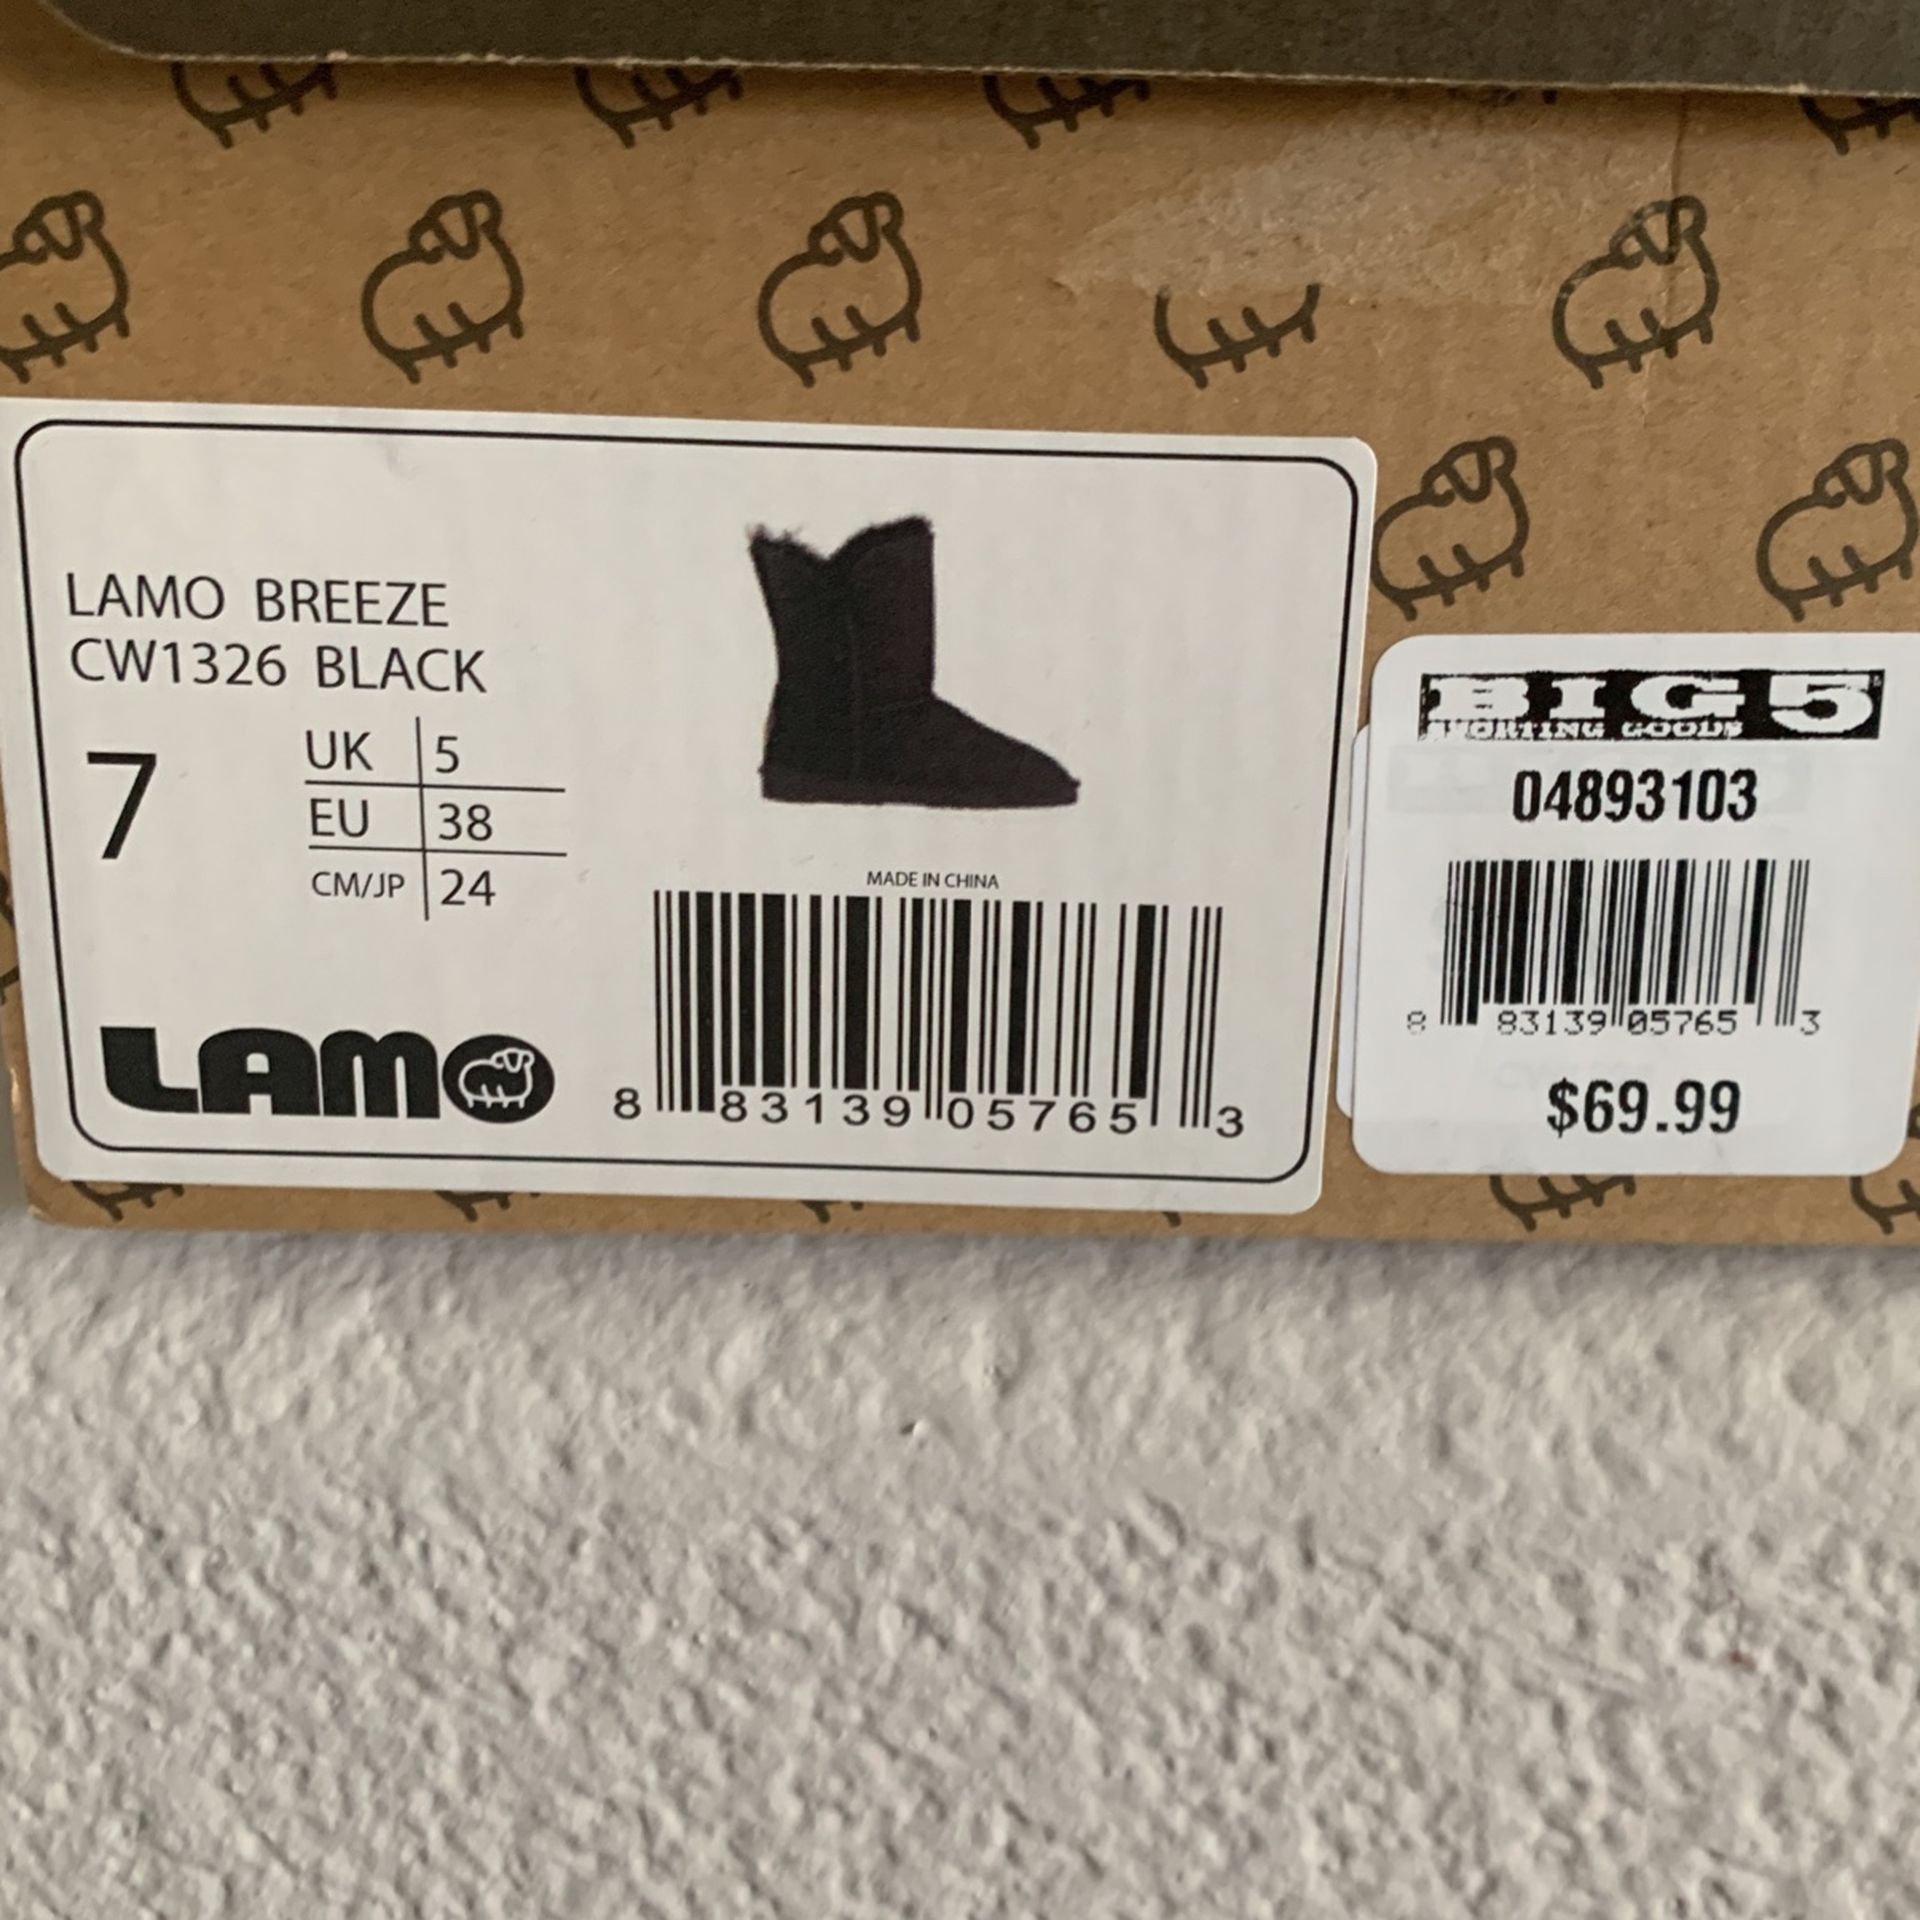 LAMO BREEZE
CW1326 BLACK
7
UK 5
EU 38
CM/JP 24
MADE IN CHINA
LAMO
8 83139 05765 3
BIG 5
SPORTING GOODS
04893103
8 83139 05765 3
$69.99